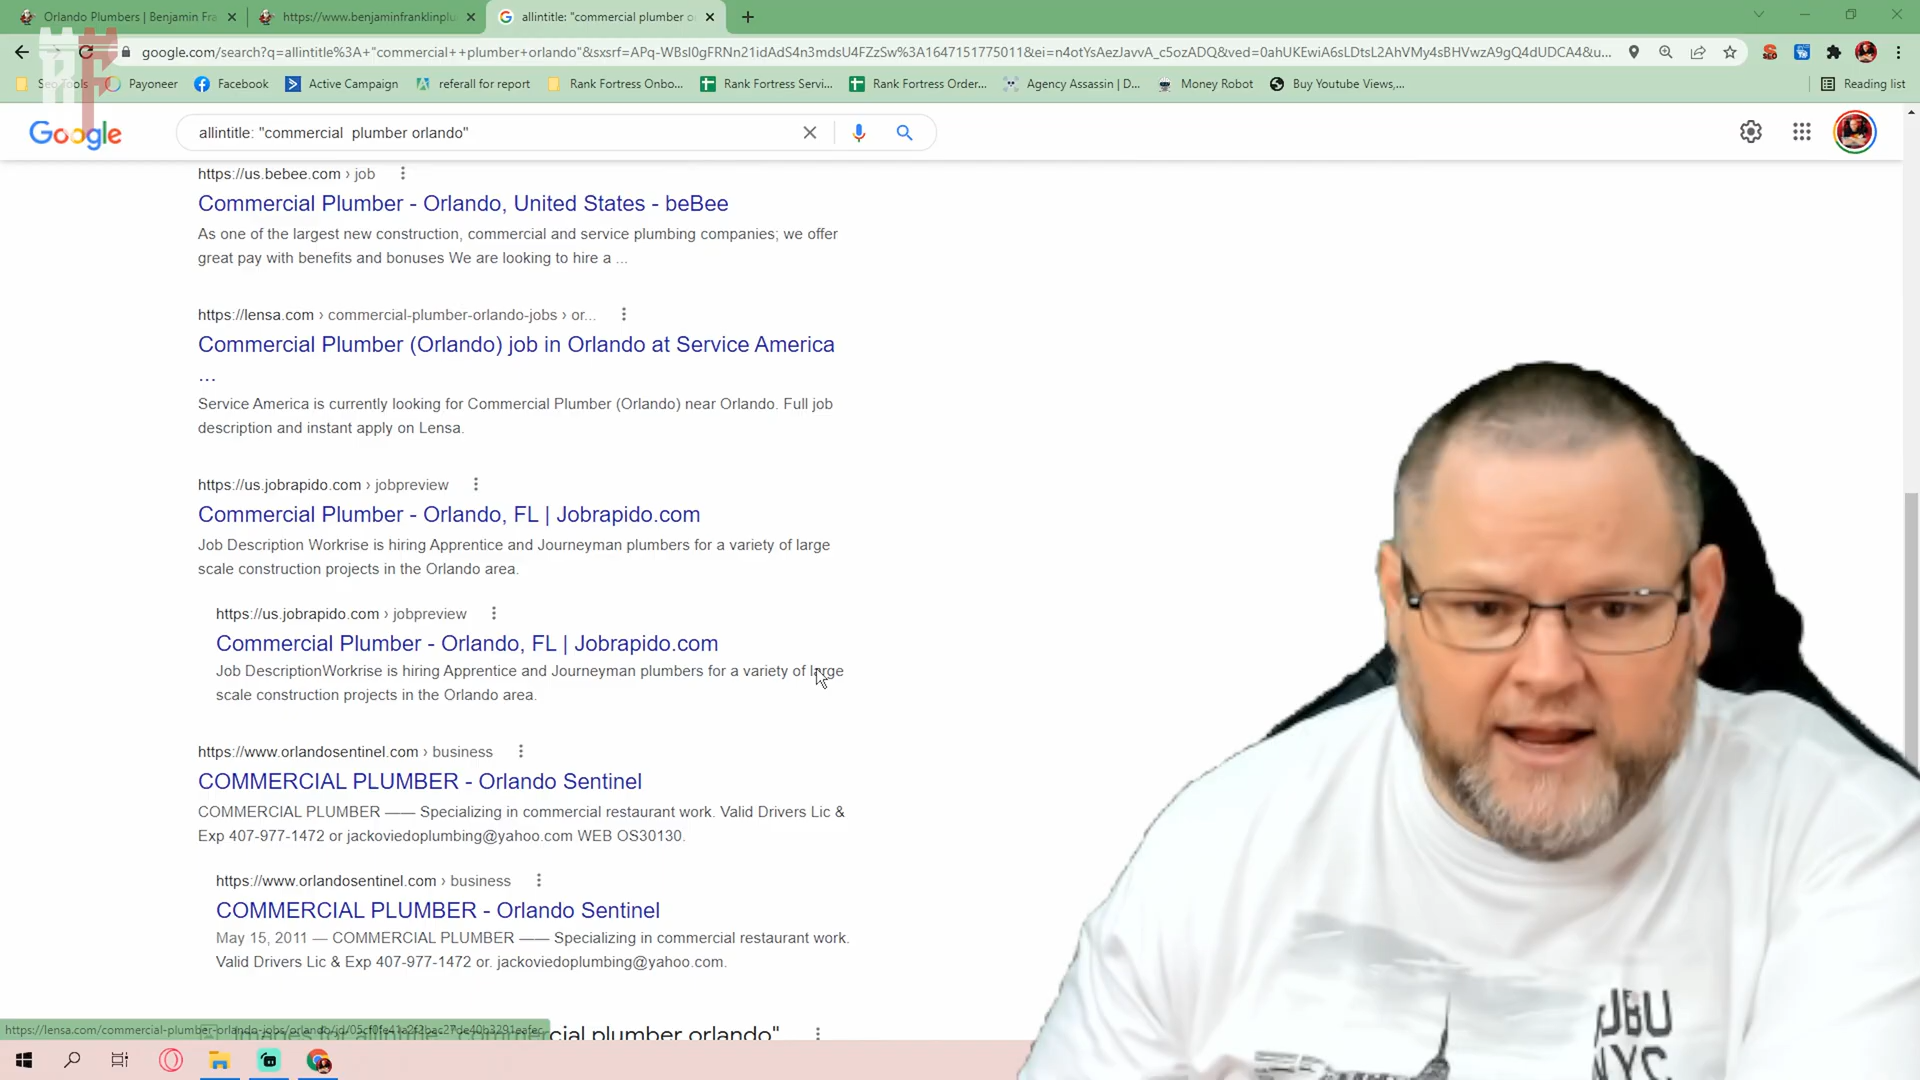 Orlando Plumbers | Benjamin Fra
https://www.benjaminfranklinplu
allintitle: "commercial plumber o
google.com/search?q=allintitle%3A+"commercial++plumber+orlando"&sxsrf=APq-WBsI0gFRNn21idAdS4n3mdsU4FZzSw%3A1647151775011&ei=n4otYsAezJavvA_c5ozADQ&ved=0ahUKEwiA6sLDtsL2AhVMy4sBHVwzA9gQ4dUDCA4&u...
Seo Tools
Payoneer
Facebook
Active Campaign
referall for report
Rank Fortress Onbo...
Rank Fortress Servi...
Rank Fortress Order...
Agency Assassin | D...
Money Robot
Buy Youtube Views,...
Reading list
Google
allintitle: "commercial  plumber orlando"
https://us.bebee.com › job
Commercial Plumber - Orlando, United States - beBee
As one of the largest new construction, commercial and service plumbing companies; we offer
great pay with benefits and bonuses We are looking to hire a ...
https://lensa.com › commercial-plumber-orlando-jobs › or...
Commercial Plumber (Orlando) job in Orlando at Service America
...
Service America is currently looking for Commercial Plumber (Orlando) near Orlando. Full job
description and instant apply on Lensa.
https://us.jobrapido.com › jobpreview
Commercial Plumber - Orlando, FL | Jobrapido.com
Job Description Workrise is hiring Apprentice and Journeyman plumbers for a variety of large
scale construction projects in the Orlando area.
https://us.jobrapido.com › jobpreview
Commercial Plumber - Orlando, FL | Jobrapido.com
Job DescriptionWorkrise is hiring Apprentice and Journeyman plumbers for a variety of large
scale construction projects in the Orlando area.
https://www.orlandosentinel.com › business
COMMERCIAL PLUMBER - Orlando Sentinel
COMMERCIAL PLUMBER —— Specializing in commercial restaurant work. Valid Drivers Lic &
Exp 407-977-1472 or jackoviedoplumbing@yahoo.com WEB OS30130.
https://www.orlandosentinel.com › business
COMMERCIAL PLUMBER - Orlando Sentinel
May 15, 2011 — COMMERCIAL PLUMBER —— Specializing in commercial restaurant work.
Valid Drivers Lic & Exp 407-977-1472 or. jackoviedoplumbing@yahoo.com.
Images for allintitle "commercial plumber orlando"
NYC